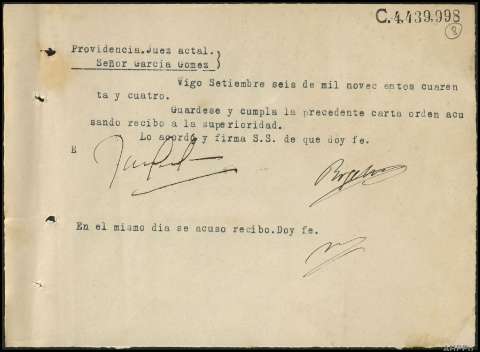 C.4.439.998
8
Providencia.Juez actal.
Señor Garcia Gomez
Vigo Setiembre seis de mil novec entos cuaren
ta y cuatro.
Guardese y cumpla la precedente carta orden acu
sando recibo a la superioridad.
Lo acordó y firma S.S. de que doy fe.
E
En el mismo dia se acuso recibo.Doy fe.